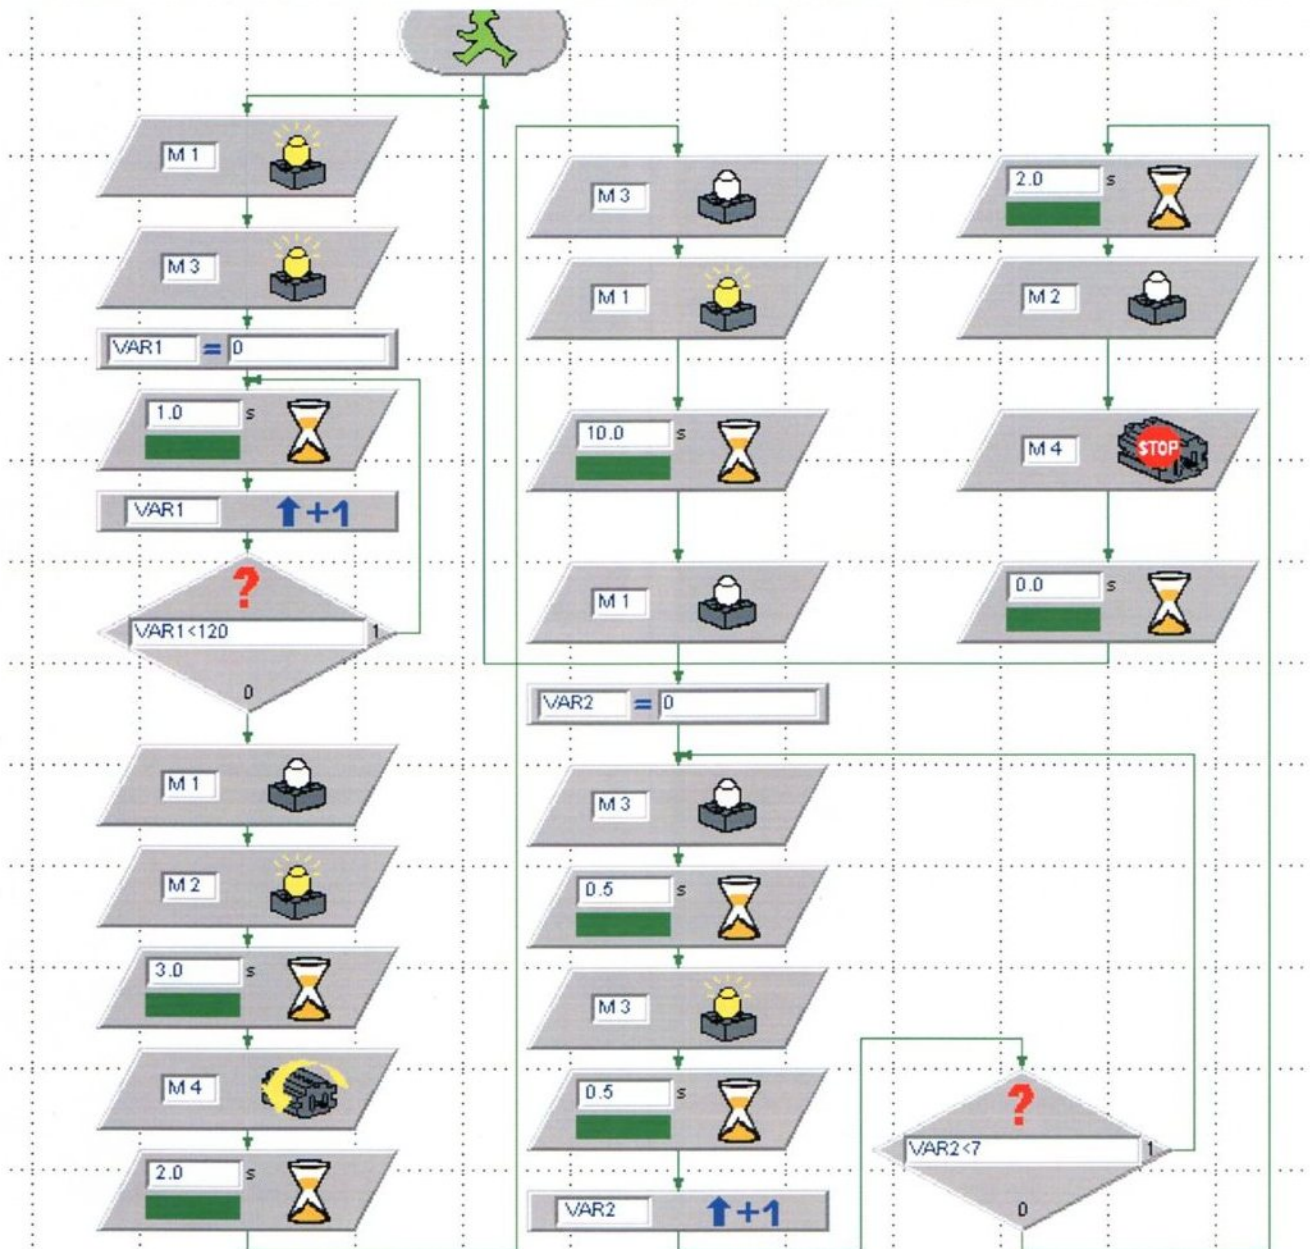 M 1
M 3
VAR1 = 0
1.0 s
VAR1 +1
?
VAR1<120 1
0
M 1
M 2
3.0 s
M 4
2.0 s
M 3
M 1
10.0 s
M 1
VAR2 = 0
M 3
0.5 s
M 3
0.5 s
VAR2 +1
?
VAR2<7 1
0
2.0 s
M 2
M 4
STOP
0.0 s